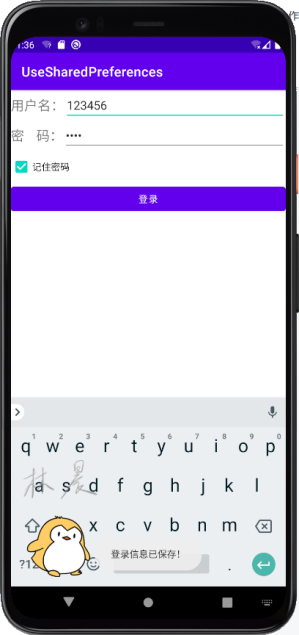 作
1:36
UseSharedPreferences
用户名： 123456
密 码： ••••
记住密码
登录
1 2 3 4 5 6 7 8 9 0
q w e r t y u i o p
林晨
a s d f g h j k l
x c v b n m
?12
登录信息已保存!
.